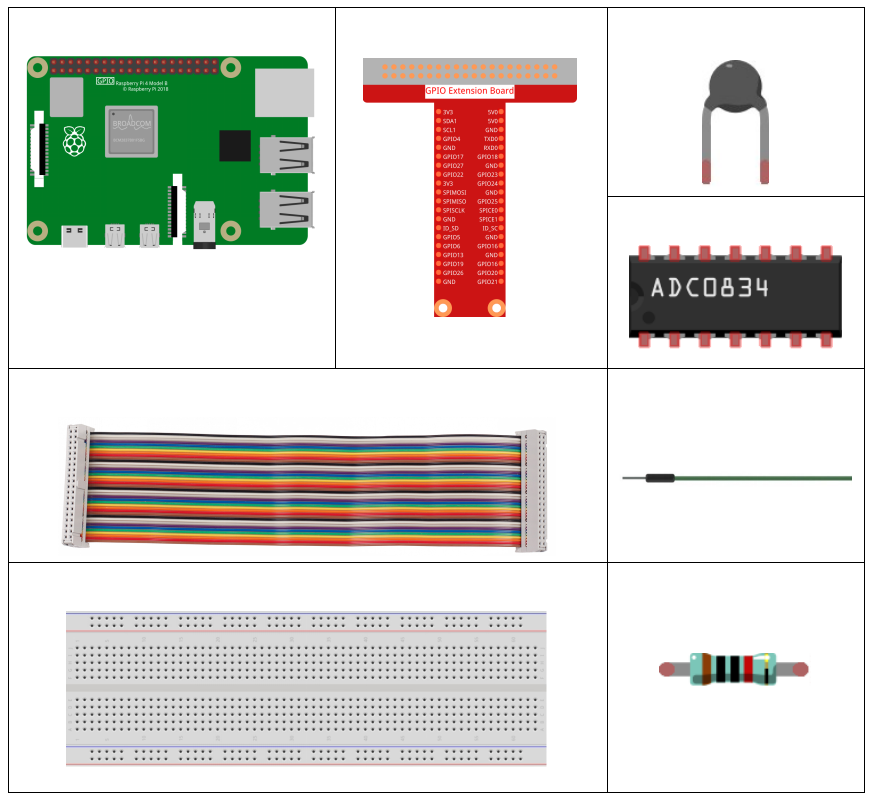 GPIO Raspberry Pi 4 Model B
© Raspberry Pi 2018
BROADCOM
GPIO Extension Board
3V3 5V0
SDA1 5V0
SCL1 GND
GPIO4 TXD0
GND RXD0
GPIO17 GPIO18
GPIO27 GND
GPIO22 GPIO23
3V3 GPIO24
SPIMOSI GND
SPIMISO GPIO25
SPISCLK SPICE0
GND SPICE1
ID_SD ID_SC
GPIO5 GND
GPIO6 GPIO16
GPIO13 GND
GPIO19 GPIO16
GPIO26 GPIO20
GND GPIO21
ADC0834